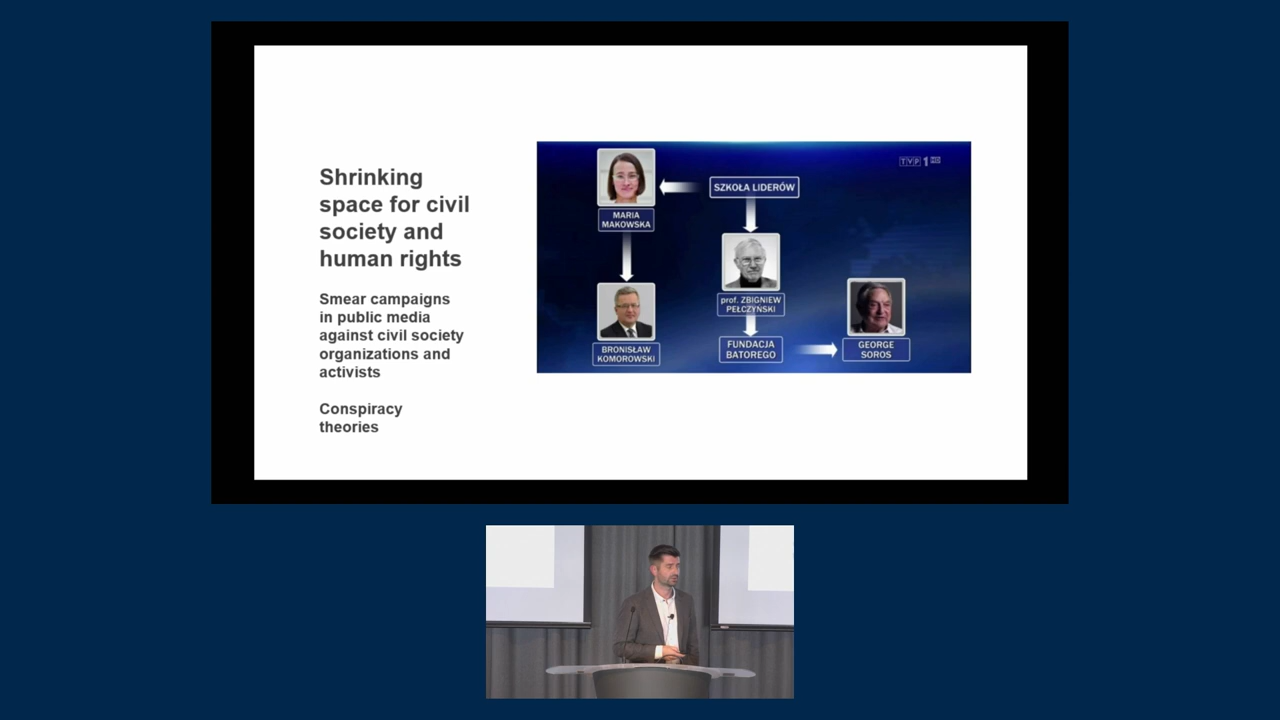 Shrinking
space for civil
society and
human rights
Smear campaigns
in public media
against civil society
organizations and
activists
Conspiracy
theories
TVP 1 HD
SZKOŁA LIDERÓW
MARIA
MAKOWSKA
prof. ZBIGNIEW
PEŁCZYŃSKI
BRONISŁAW
KOMOROWSKI
FUNDACJA
BATOREGO
GEORGE
SOROS